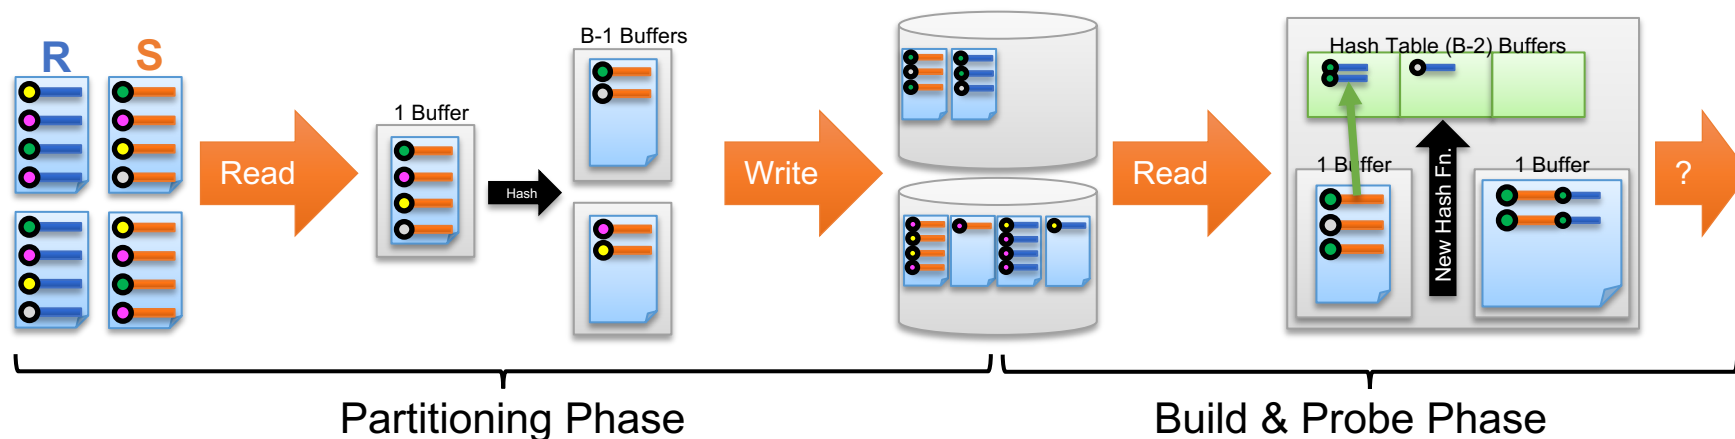 R
S
Read
1 Buffer
Hash
B-1 Buffers
Write
Read
Hash Table (B-2) Buffers
1 Buffer
New Hash Fn.
1 Buffer
?
Partitioning Phase
Build & Probe Phase